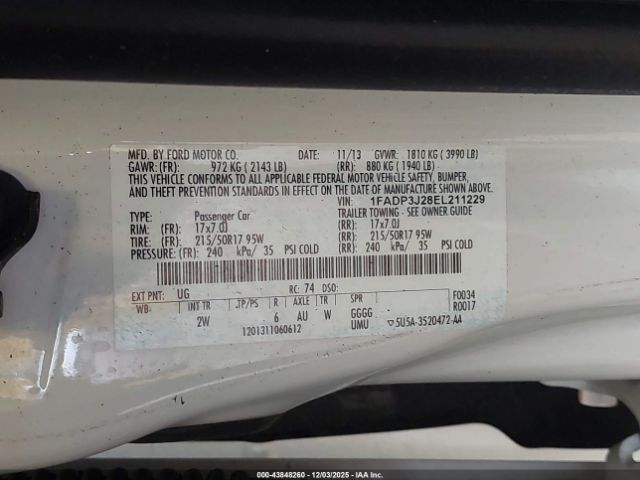 MFD. BY FORD MOTOR CO. DATE: 11/13 GVWR: 1810 KG ( 3990 LB)
GAWR: (FR): 972 KG ( 2143 LB) (RR): 880 KG ( 1940 LB)
THIS VEHICLE CONFORMS TO ALL APPLICABLE FEDERAL MOTOR VEHICLE SAFETY, BUMPER,
AND THEFT PREVENTION STANDARDS IN EFFECT ON THE DATE OF MANUFACTURE SHOWN ABOVE.
VIN: 1FADP3J28EL211229
TYPE: Passenger Car TRAILER TOWING - SEE OWNER GUIDE
RIM: (FR) 17x7.0J (RR): 17x7.0J
TIRE: (FR) 215/50R17 95W (RR): 215/50R17 95W
PRESSURE: (FR) 240 kPa/ 35 PSI COLD (RR): 240 kPa/ 35 PSI COLD
EXT PNT: UG RC: 74 DSO:
WB INT TR JP/PS R AXLE TR SPR PSI F0034
2W 6 AU W GGGG R0017
UMU 5U5A-3520472-AA
1201311060612
000-43848260 - 12/03/2025 - IAAI.COM